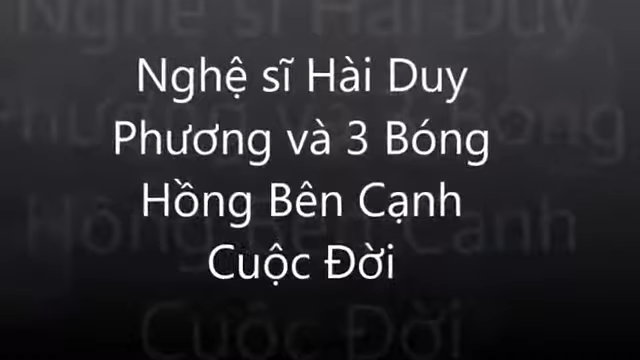 Nghệ sĩ Hài Duy
Phương và 3 Bóng
Hồng Bên Cạnh
Cuộc Đời